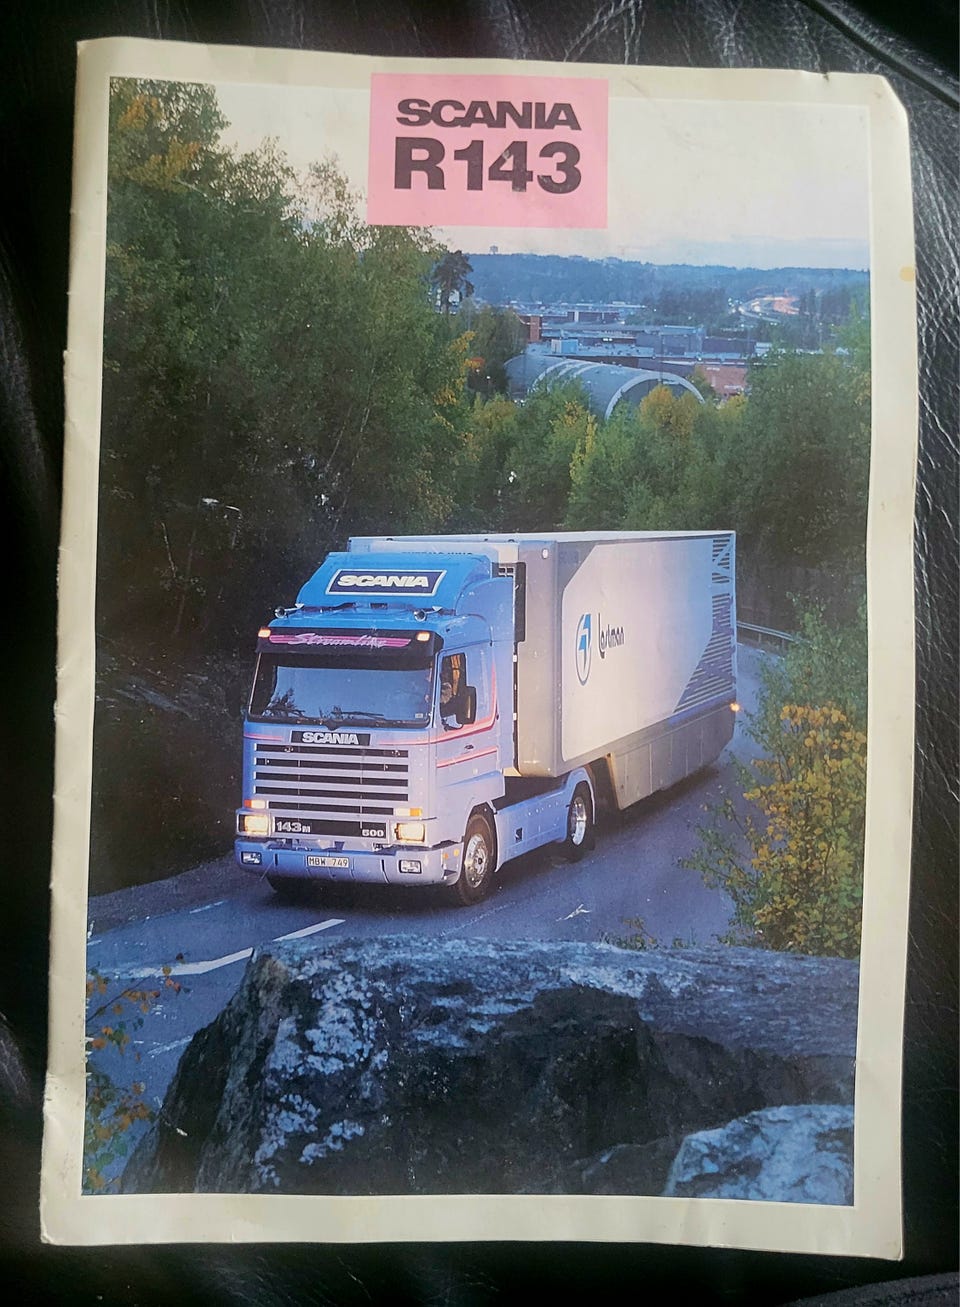 SCANIA
R143
SCANIA
Streamline
SCANIA
143M 500
MBW 749